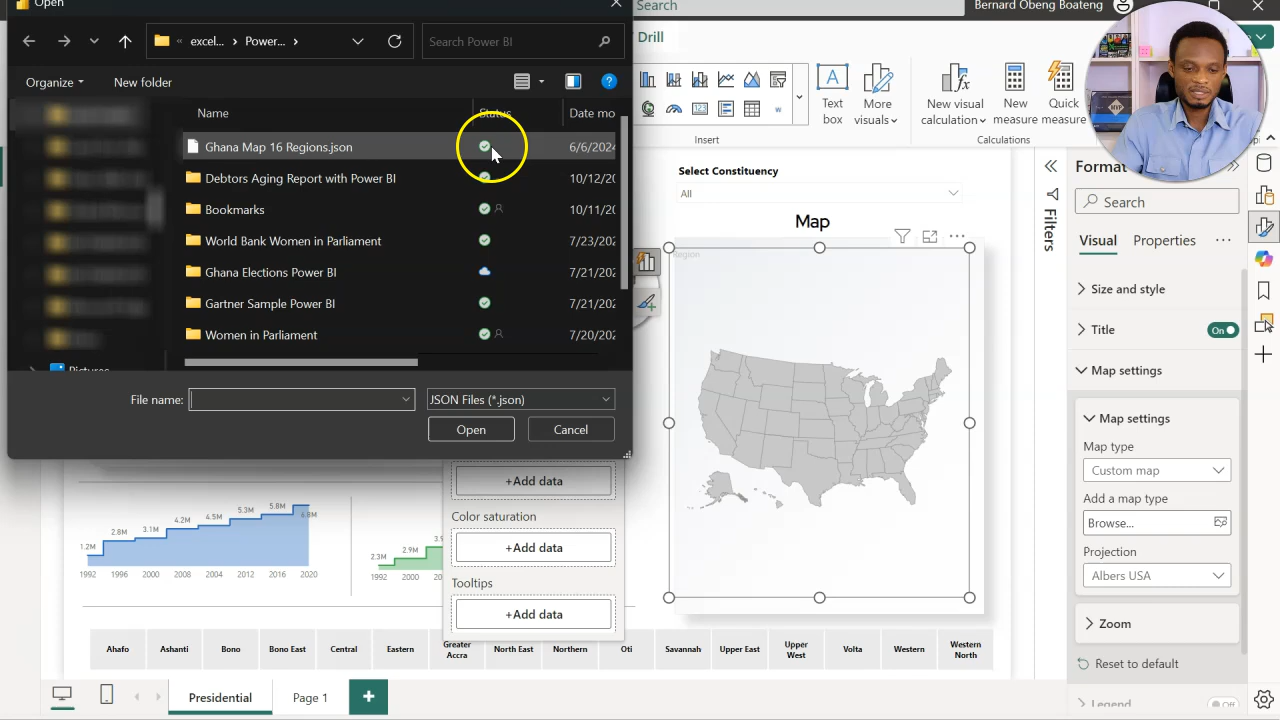 Open
Search
Bernard Obeng Boateng
excel...
Power...
Search Power BI
Drill
Organize
New folder
Text
box
More
visuals
New visual
calculation
New
measure
Quick
measure
Insert
Calculations
Name
Status
Date mo
Ghana Map 16 Region.json
6/6/2024
Debtors Aging Report with Power BI
10/12/20
Bookmarks
10/11/20
World Bank Women in Parliament
7/23/202
Ghana Elections Power BI
7/21/202
Gartner Sample Power BI
7/21/202
Women in Parliament
7/20/202
Pictures
File name:
JSON Files (*.json)
Open
Cancel
Select Constituency
All
Map
Region
Filters
Format
Search
Visual
Properties
Size and style
Title
On
Map settings
Map settings
Map type
Custom map
Add a map type
Browse...
Projection
Albers USA
Zoom
Reset to default
Legend
Off
+Add data
Color saturation
+Add data
Tooltips
+Add data
1.2M
2.8M
3.1M
4.2M
4.5M
5.3M
5.8M
6.8M
1992
1996
2000
2004
2008
2012
2016
2020
2.3M
2.9M
1992
1996
2000
Ahafo
Ashanti
Bono
Bono East
Central
Eastern
Greater
Accra
North East
Northern
Oti
Savannah
Upper East
Upper
West
Volta
Western
Western
North
Presidential
Page 1